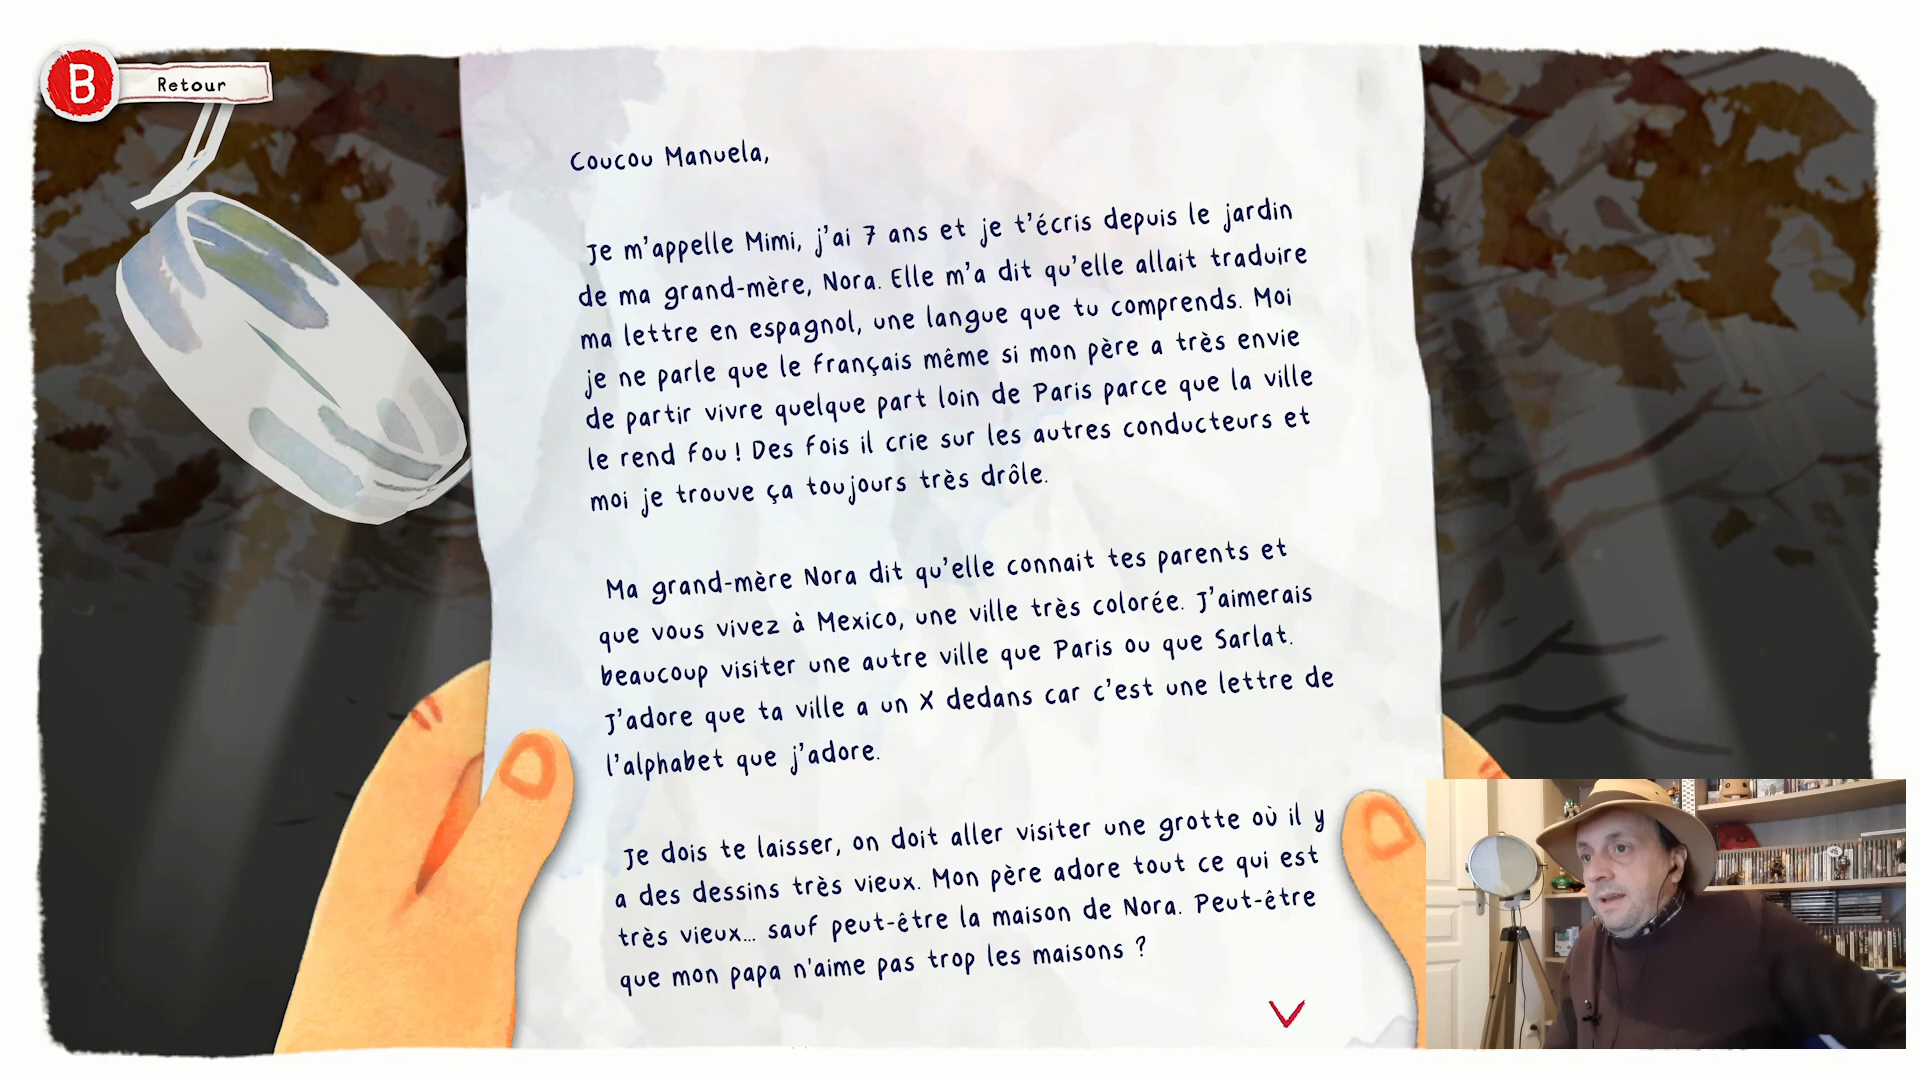 B
Retour
Coucou Manuela,
Je m'appelle Mimi, j'ai 7 ans et je t'écris depuis le jardin
de ma grand-mère, Nora. Elle m'a dit qu'elle allait traduire
ma lettre en espagnol, une langue que tu comprends. Moi
je ne parle que le français même si mon père a très envie
de partir vivre quelque part loin de Paris parce que la ville
le rend fou ! Des fois il crie sur les autres conducteurs et
moi je trouve ça toujours très drôle.
Ma grand-mère Nora dit qu'elle connait tes parents et
que vous vivez à Mexico, une ville très colorée. J'aimerais
beaucoup visiter une autre ville que Paris ou que Sarlat.
J'adore que ta ville a un X dedans car c'est une lettre de
l'alphabet que j'adore.
Je dois te laisser, on doit aller visiter une grotte où il y
a des dessins très vieux. Mon père adore tout ce qui est
très vieux... sauf peut-être la maison de Nora. Peut-être
que mon papa n'aime pas trop les maisons ?